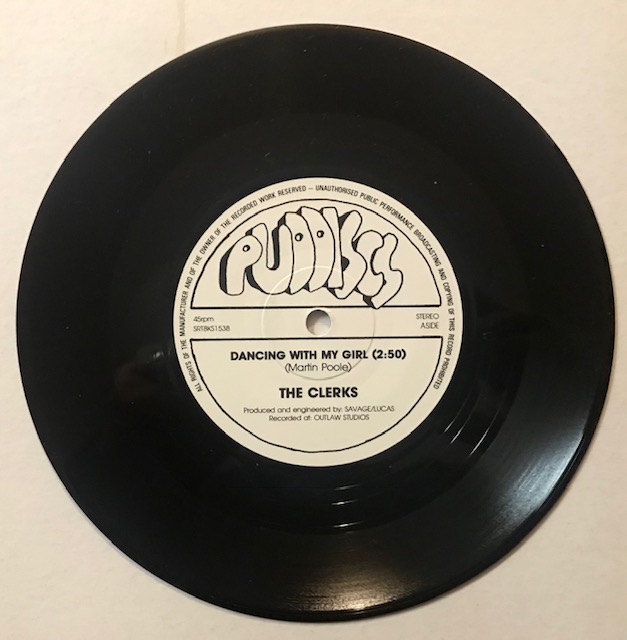 ALL RIGHTS OF THE MANUFACTURER AND OF THE OWNER OF THE RECORDED WORK RESERVED – UNAUTHORISED PUBLIC PERFORMANCE BROADCASTING AND COPYING OF THIS RECORD PROHIBITED
PUDDISCS
45rpm
SRT8KS1538
STEREO
ASIDE
DANCING WITH MY GIRL (2:50)
(Martin Poole)
THE CLERKS
Produced and engineered by: SAVAGE/LUCAS
Recorded at: OUTLAW STUDIOS